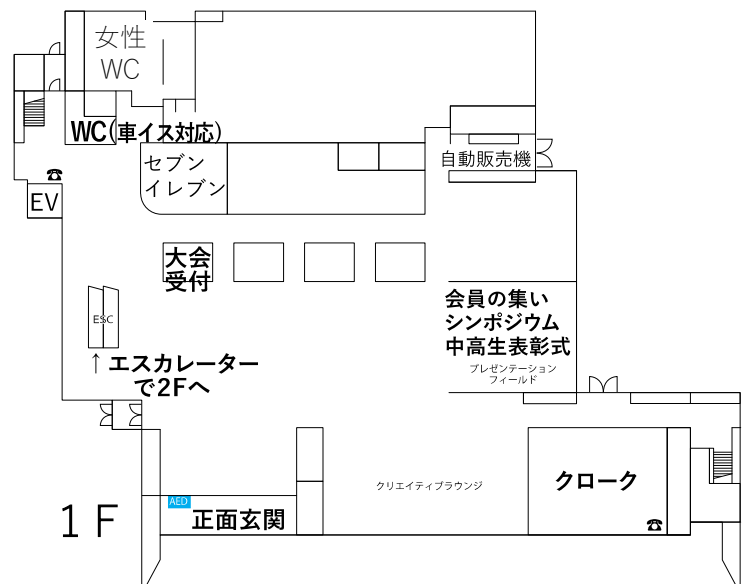 女性
WC
WC(車イス対応)
セブン
イレブン
自動販売機
EV
大会
受付
会員の集い
シンポジウム
中高生表彰式
プレゼンテーション
フィールド
ESC
↑ エスカレーター
で2Fへ
クリエイティブラウンジ
クローク
AED
正面玄関
1F